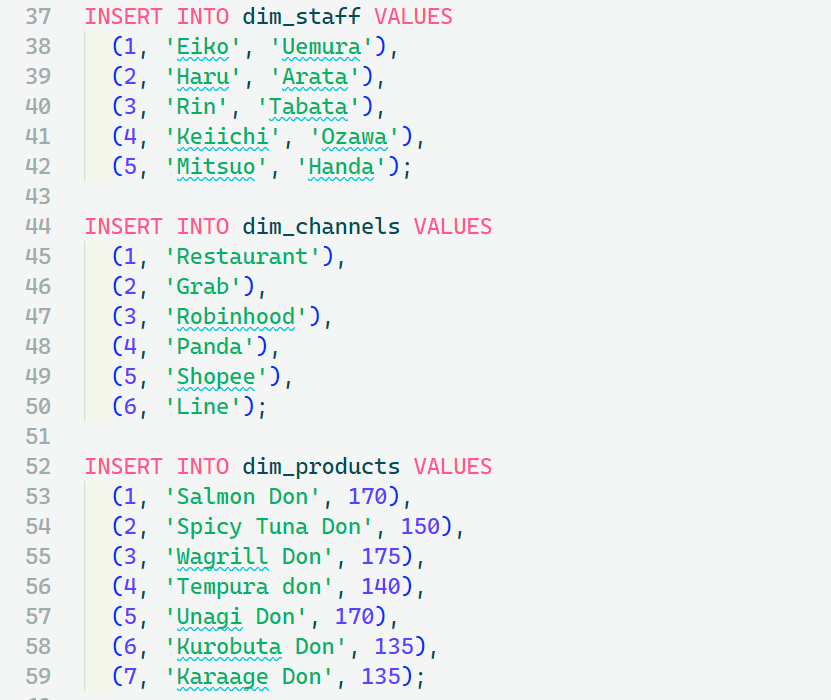 37 INSERT INTO dim_staff VALUES
38 (1, 'Eiko', 'Uemura'),
39 (2, 'Haru', 'Arata'),
40 (3, 'Rin', 'Tabata'),
41 (4, 'Keiichi', 'Ozawa'),
42 (5, 'Mitsuo', 'Handa');
43
44 INSERT INTO dim_channels VALUES
45 (1, 'Restaurant'),
46 (2, 'Grab'),
47 (3, 'Robinhood'),
48 (4, 'Panda'),
49 (5, 'Shopee'),
50 (6, 'Line');
51
52 INSERT INTO dim_products VALUES
53 (1, 'Salmon Don', 170),
54 (2, 'Spicy Tuna Don', 150),
55 (3, 'Wagrill Don', 175),
56 (4, 'Tempura don', 140),
57 (5, 'Unagi Don', 170),
58 (6, 'Kurobuta Don', 135),
59 (7, 'Karaage Don', 135);